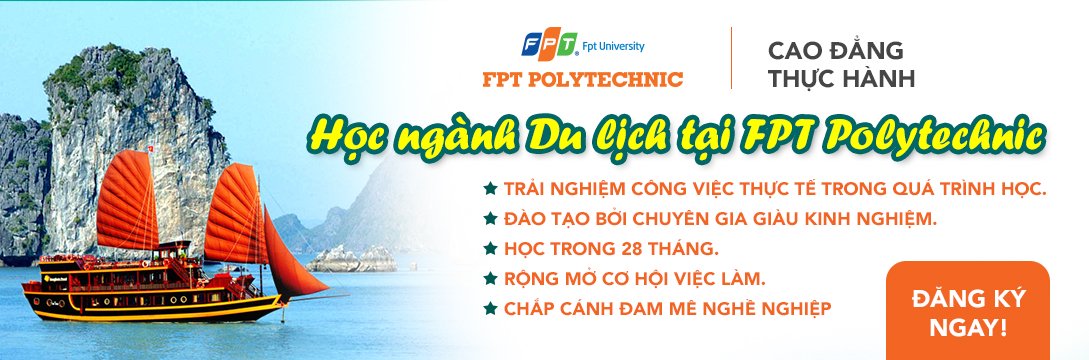 FPT® Fpt University
FPT POLYTECHNIC
CAO ĐẲNG
THỰC HÀNH
Học ngành Du lịch tại FPT Polytechnic
★ TRẢI NGHIỆM CÔNG VIỆC THỰC TẾ TRONG QUÁ TRÌNH HỌC.
★ ĐÀO TẠO BỞI CHUYÊN GIA GIÀU KINH NGHIỆM.
★ HỌC TRONG 28 THÁNG.
★ RỘNG MỞ CƠ HỘI VIỆC LÀM.
★ CHẮP CÁNH ĐAM MÊ NGHỀ NGHIỆP
ĐĂNG KÝ
NGAY!